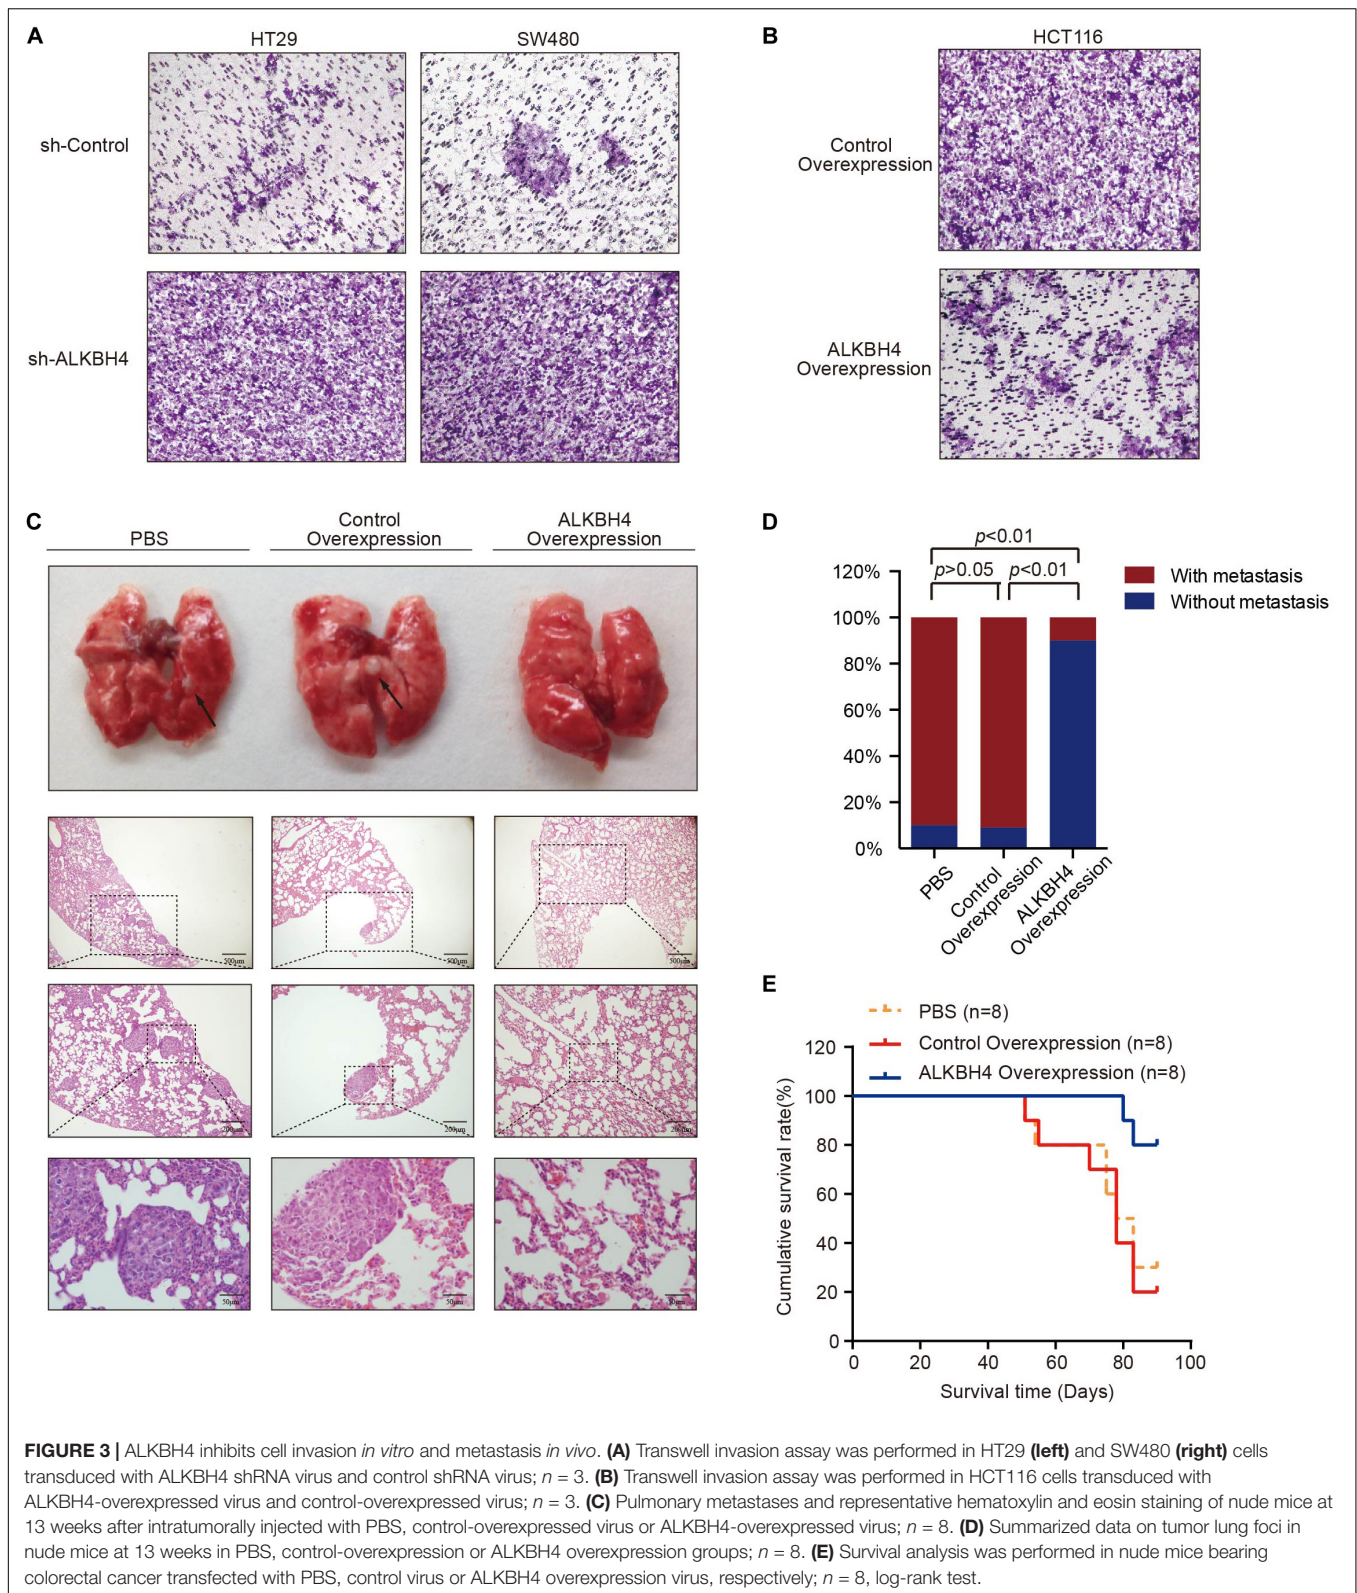 A
HT29
SW480
sh-Control
sh-ALKBH4
B
HCT116
Control
Overexpression
ALKBH4
Overexpression
C
PBS
Control
Overexpression
ALKBH4
Overexpression
500μm
500μm
500μm
200μm
200μm
200μm
50μm
50μm
50μm
D
p<0.01
p>0.05
p<0.01
With metastasis
Without metastasis
120%
100%
80%
60%
40%
20%
0%
PBS
Control
Overexpression
ALKBH4
Overexpression
E
PBS (n=8)
Control Overexpression (n=8)
ALKBH4 Overexpression (n=8)
Cumulative survival rate(%)
120
100
80
60
40
20
0
0 20 40 60 80 100
Survival time (Days)
FIGURE 3 | ALKBH4 inhibits cell invasion in vitro and metastasis in vivo. (A) Transwell invasion assay was performed in HT29 (left) and SW480 (right) cells
transduced with ALKBH4 shRNA virus and control shRNA virus; n = 3. (B) Transwell invasion assay was performed in HCT116 cells transduced with
ALKBH4-overexpressed virus and control-overexpressed virus; n = 3. (C) Pulmonary metastases and representative hematoxylin and eosin staining of nude mice at
13 weeks after intratumorally injected with PBS, control-overexpressed virus or ALKBH4-overexpressed virus; n = 8. (D) Summarized data on tumor lung foci in
nude mice at 13 weeks in PBS, control-overexpression or ALKBH4 overexpression groups; n = 8. (E) Survival analysis was performed in nude mice bearing
colorectal cancer transfected with PBS, control virus or ALKBH4 overexpression virus, respectively; n = 8, log-rank test.